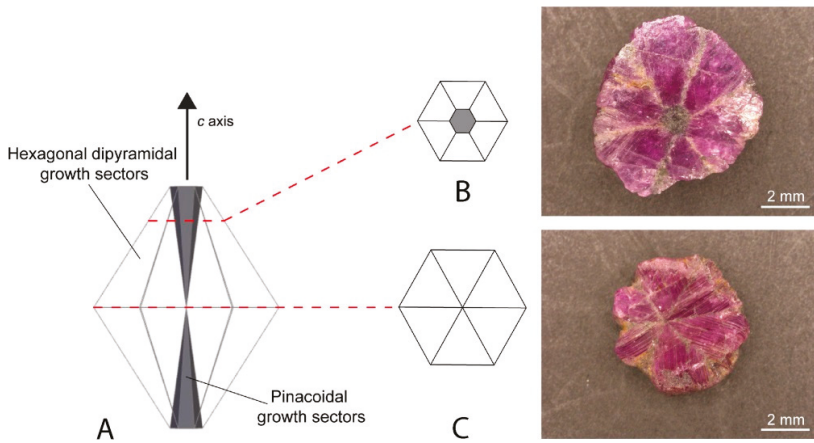 c axis
Hexagonal dipyramidal
growth sectors
Pinacoidal
growth sectors
A
B
C
2 mm
2 mm